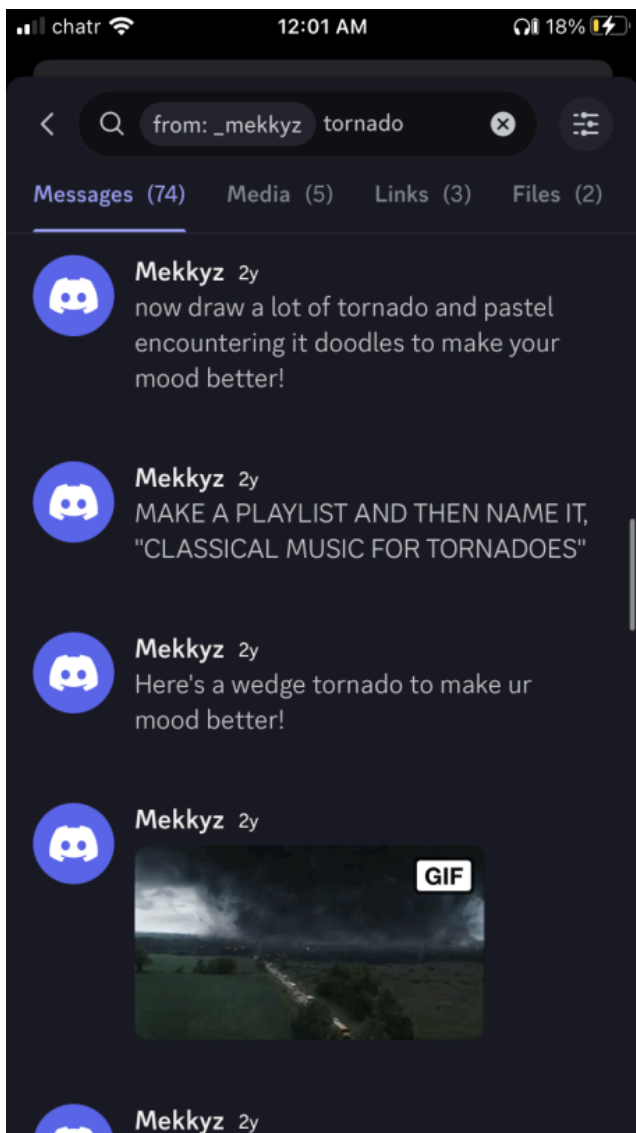 chatr 12:01 AM 18%
from: _mekkyz tornado
Messages (74) Media (5) Links (3) Files (2)
Mekkyz 2y
now draw a lot of tornado and pastel
encountering it doodles to make your
mood better!
Mekkyz 2y
MAKE A PLAYLIST AND THEN NAME IT,
"CLASSICAL MUSIC FOR TORNADOES"
Mekkyz 2y
Here's a wedge tornado to make ur
mood better!
Mekkyz 2y
GIF
Mekkyz 2y